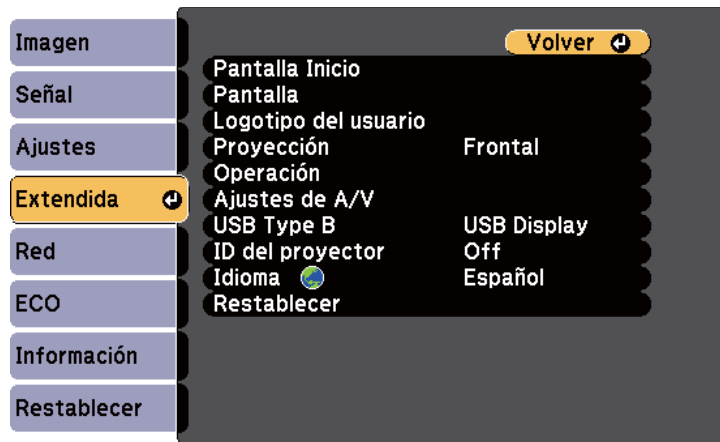 Imagen
Señal
Ajustes
Extendida
Red
ECO
Información
Restablecer
Volver
Pantalla Inicio
Pantalla
Logotipo del usuario
Proyección Frontal
Operación
Ajustes de A/V
USB Type B USB Display
ID del proyector Off
Idioma Español
Restablecer